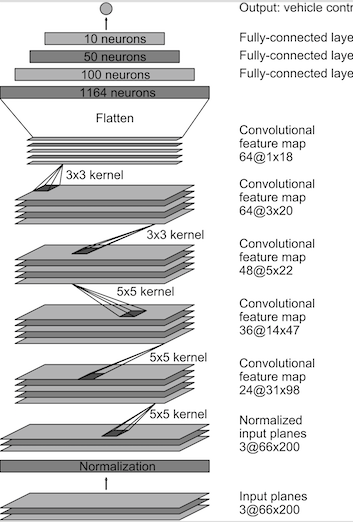 Output: vehicle contr
10 neurons
Fully-connected laye
50 neurons
Fully-connected laye
100 neurons
Fully-connected laye
1164 neurons
Flatten
Convolutional
feature map
64@1x18
3x3 kernel
Convolutional
feature map
64@3x20
3x3 kernel
Convolutional
feature map
48@5x22
5x5 kernel
Convolutional
feature map
36@14x47
5x5 kernel
Convolutional
feature map
24@31x98
5x5 kernel
Normalized
input planes
3@66x200
Normalization
Input planes
3@66x200